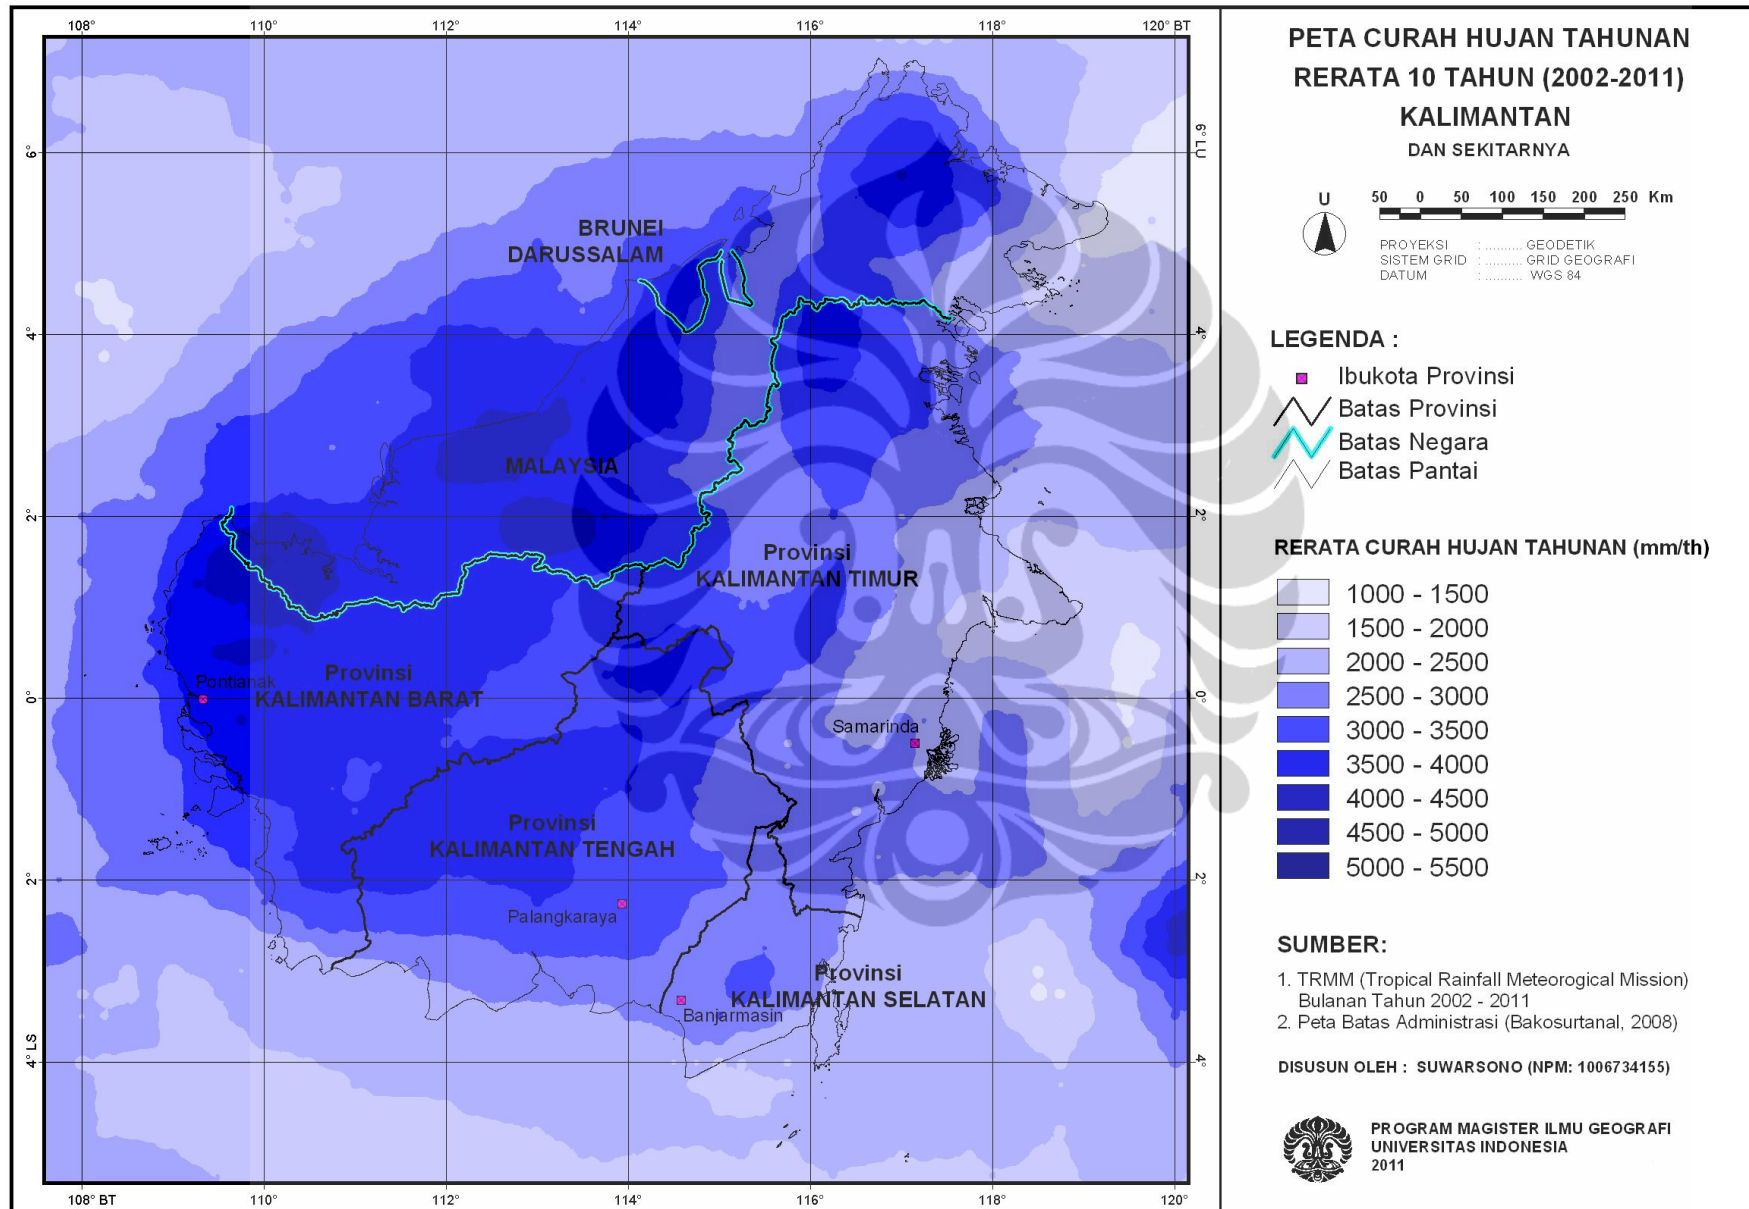 108°
110°
112°
114°
116°
118°
120° BT
6°
4°
2°
0°
2°
4° LS
6° LU
4°
2°
0°
2°
4°
108° BT
110°
112°
114°
116°
118°
120°
BRUNEI
DARUSSALAM
MALAYSIA
Provinsi
KALIMANTAN TIMUR
Provinsi
KALIMANTAN BARAT
Pontianak
Samarinda
Provinsi
KALIMANTAN TENGAH
Palangkaraya
Provinsi
KALIMANTAN SELATAN
Banjarmasin
PETA CURAH HUJAN TAHUNAN
RERATA 10 TAHUN (2002-2011)
KALIMANTAN
DAN SEKITARNYA
U
50 0 50 100 150 200 250 Km
PROYEKSI : .......... GEODETIK
SISTEM GRID : .......... GRID GEOGRAFI
DATUM : .......... WGS 84
LEGENDA :
Ibukota Provinsi
Batas Provinsi
Batas Negara
Batas Pantai
RERATA CURAH HUJAN TAHUNAN (mm/th)
1000 - 1500
1500 - 2000
2000 - 2500
2500 - 3000
3000 - 3500
3500 - 4000
4000 - 4500
4500 - 5000
5000 - 5500
SUMBER:
1. TRMM (Tropical Rainfall Meteorogical Mission)
Bulanan Tahun 2002 - 2011
2. Peta Batas Administrasi (Bakosurtanal, 2008)
DISUSUN OLEH : SUWARSONO (NPM: 1006734155)
PROGRAM MAGISTER ILMU GEOGRAFI
UNIVERSITAS INDONESIA
2011